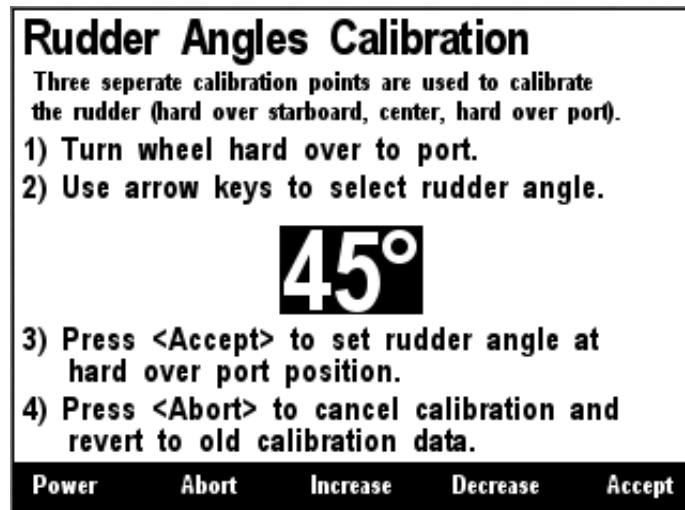 Rudder Angles Calibration
Three seperate calibration points are used to calibrate
the rudder (hard over starboard, center, hard over port).
1) Turn wheel hard over to port.
2) Use arrow keys to select rudder angle.
45°
3) Press <Accept> to set rudder angle at
hard over port position.
4) Press <Abort> to cancel calibration and
revert to old calibration data.
Power Abort Increase Decrease Accept